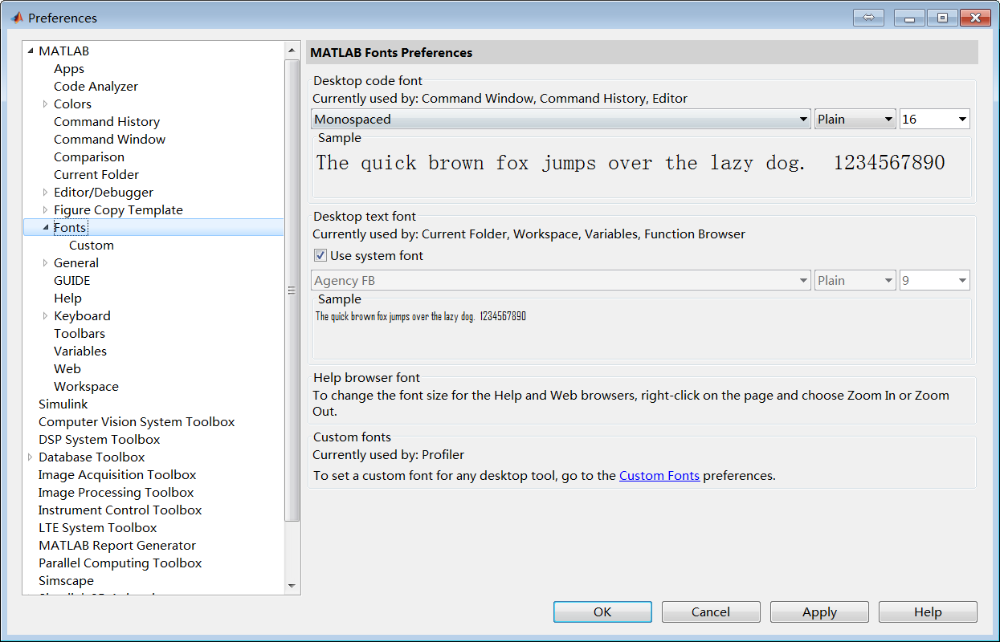 Preferences
MATLAB
Apps
Code Analyzer
Colors
Command History
Command Window
Comparison
Current Folder
Editor/Debugger
Figure Copy Template
Fonts
Custom
General
GUIDE
Help
Keyboard
Toolbars
Variables
Web
Workspace
Simulink
Computer Vision System Toolbox
DSP System Toolbox
Database Toolbox
Image Acquisition Toolbox
Image Processing Toolbox
Instrument Control Toolbox
LTE System Toolbox
MATLAB Report Generator
Parallel Computing Toolbox
Simscape
MATLAB Fonts Preferences
Desktop code font
Currently used by: Command Window, Command History, Editor
Monospaced Plain 16
Sample
The quick brown fox jumps over the lazy dog. 1234567890
Desktop text font
Currently used by: Current Folder, Workspace, Variables, Function Browser
Use system font
Agency FB Plain 9
Sample
The quick brown fox jumps over the lazy dog. 1234567890
Help browser font
To change the font size for the Help and Web browsers, right-click on the page and choose Zoom In or Zoom
Out.
Custom fonts
Currently used by: Profiler
To set a custom font for any desktop tool, go to the Custom Fonts preferences.
OK Cancel Apply Help